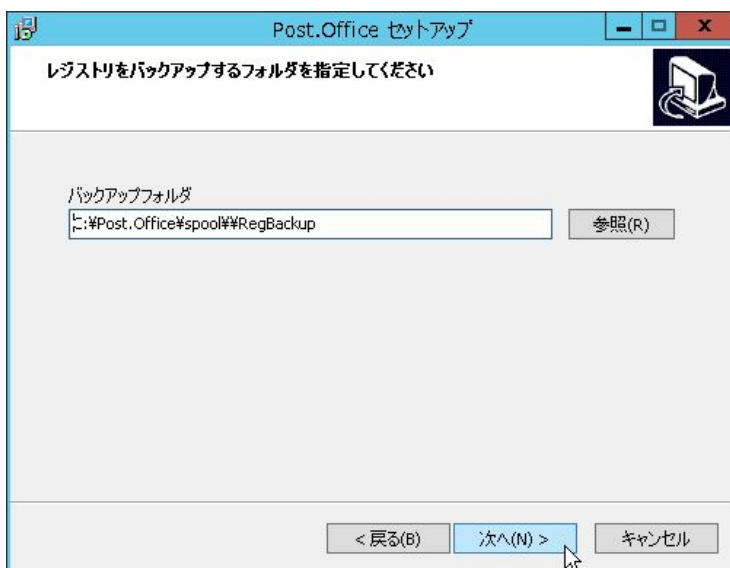 Post.Office セットアップ
レジストリをバックアップするフォルダを指定してください
バックアップフォルダ
C:¥Post.Office¥spool¥¥RegBackup
参照(R)
< 戻る(B)
次へ(N) >
キャンセル